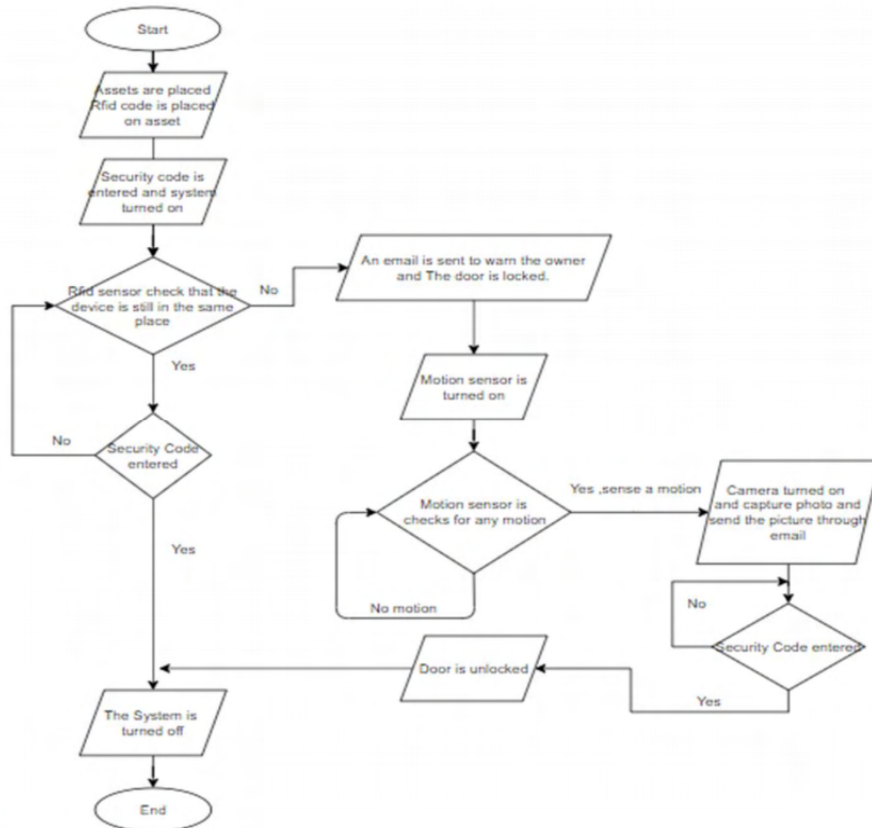 Start
Assets are placed
Rfid code is placed
on asset
Security code is
entered and system
turned on
An email is sent to warn the owner
and The door is locked.
No
Rfid sensor check that the
device is still in the same
place
Yes
Motion sensor is
turned on
No
Security Code
entered
Yes ,sense a motion
Camera turned on
and capture photo and
send the picture through
email
Motion sensor is
checks for any motion
Yes
No motion
No
Security Code entered
Door is unlocked
Yes
The System is
turned off
End